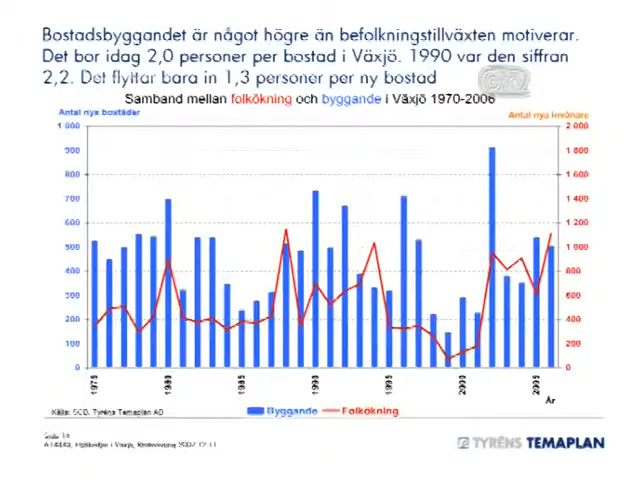 Bostadsbyggandet är något högre än befolkningstillväxten motiverar.
Det bor idag 2,0 personer per bostad i Växjö. 1990 var den siffran
2,2. Det flyttar bara in 1,3 personer per ny bostad
Samband mellan folkökning och byggande i Växjö 1970-2006
Antal nya bostäder
Antal nya invånare
1 000 2 000
900 1 800
800 1 600
700 1 400
600 1 200
500 1 000
400 800
300 600
200 400
100 200
0 0
1975 1980 1985 1990 1995 2000 2005
År
Källa: SCB, Tyréns Temaplan AB
Byggande Folkökning
Sida 14
TYRÉNS TEMAPLAN